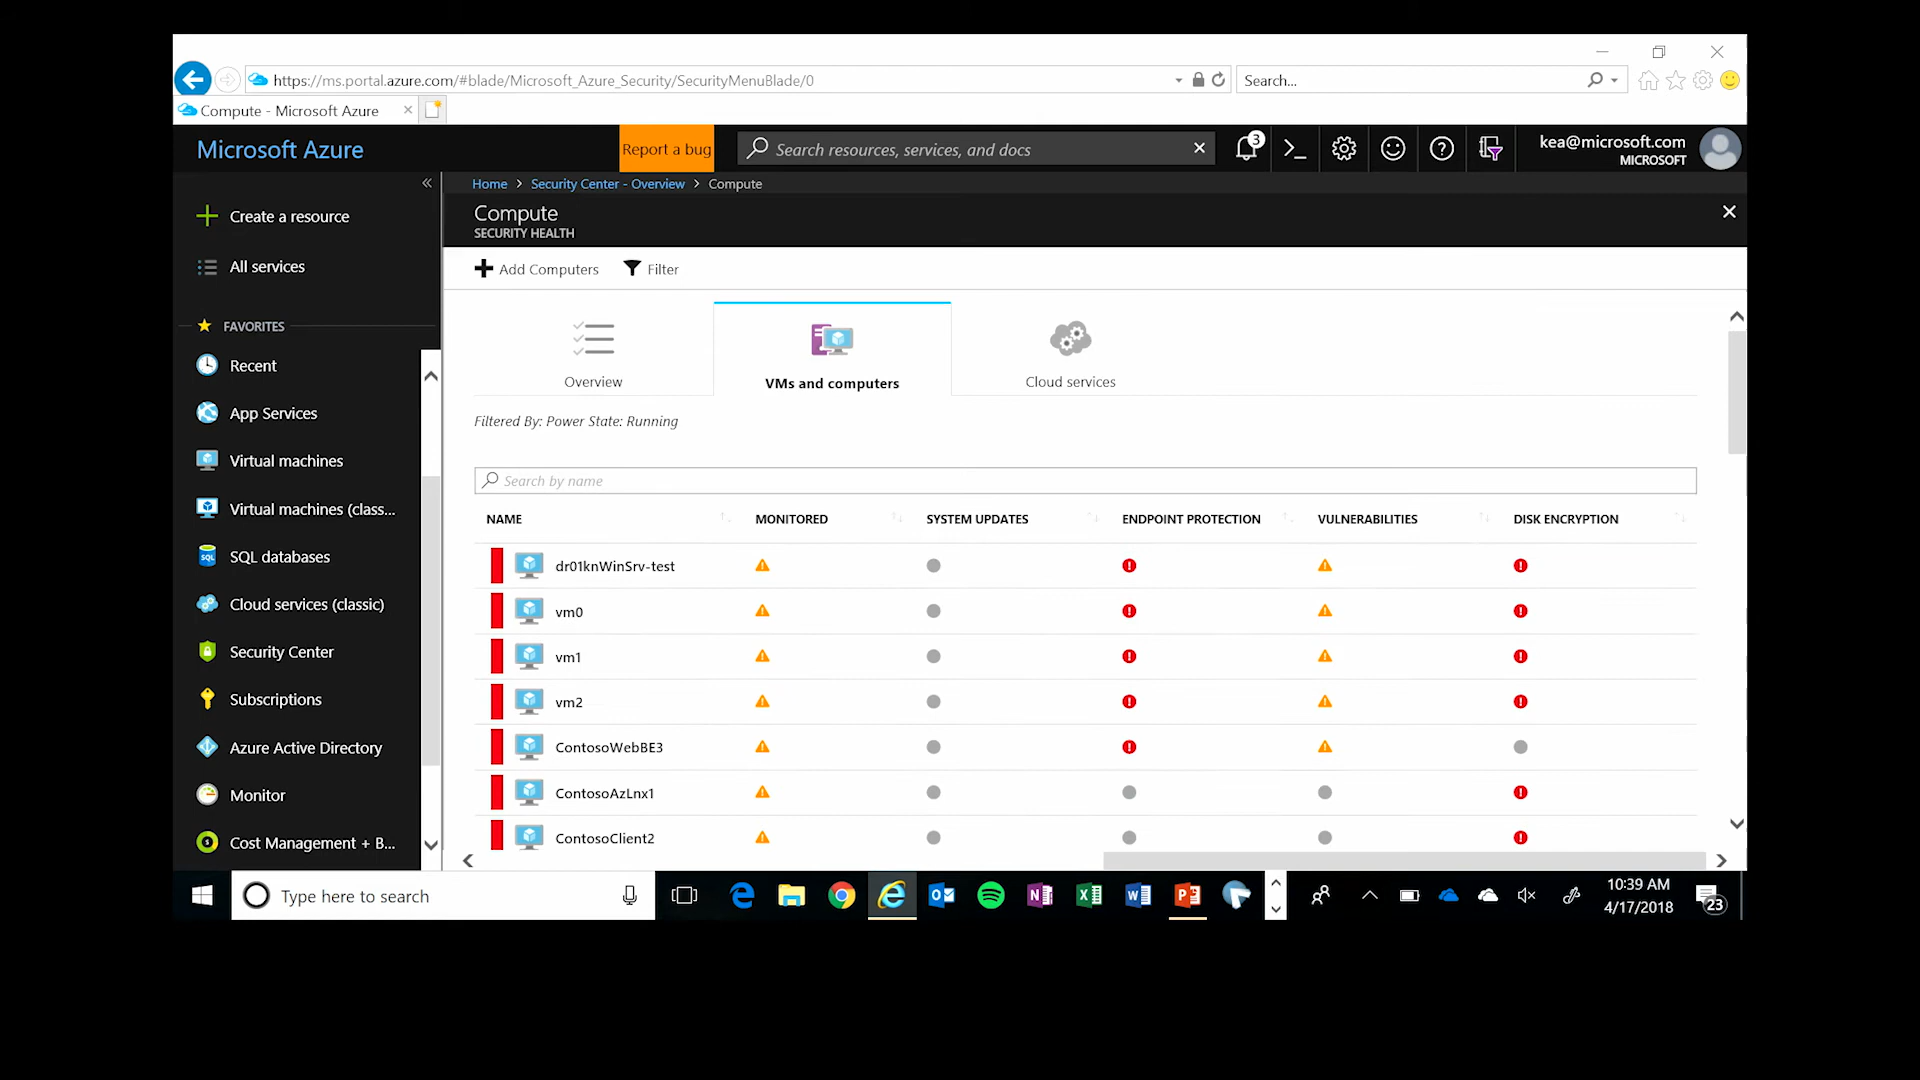 https://ms.portal.azure.com/#blade/Microsoft_Azure_Security/SecurityMenuBlade/0
Search...
Compute - Microsoft Azure
Microsoft Azure
Report a bug
Search resources, services, and docs
3
kea@microsoft.com
MICROSOFT
Home > Security Center - Overview > Compute
Compute
SECURITY HEALTH
Create a resource
All services
FAVORITES
Recent
App Services
Virtual machines
Virtual machines (class...
SQL databases
Cloud services (classic)
Security Center
Subscriptions
Azure Active Directory
Monitor
Cost Management + B...
Add Computers
Filter
Overview
VMs and computers
Cloud services
Filtered By: Power State: Running
Search by name
NAME MONITORED SYSTEM UPDATES ENDPOINT PROTECTION VULNERABILITIES DISK ENCRYPTION
dr01knWinSrv-test
vm0
vm1
vm2
ContosoWebBE3
ContosoAzLnx1
ContosoClient2
Type here to search
10:39 AM
4/17/2018
23